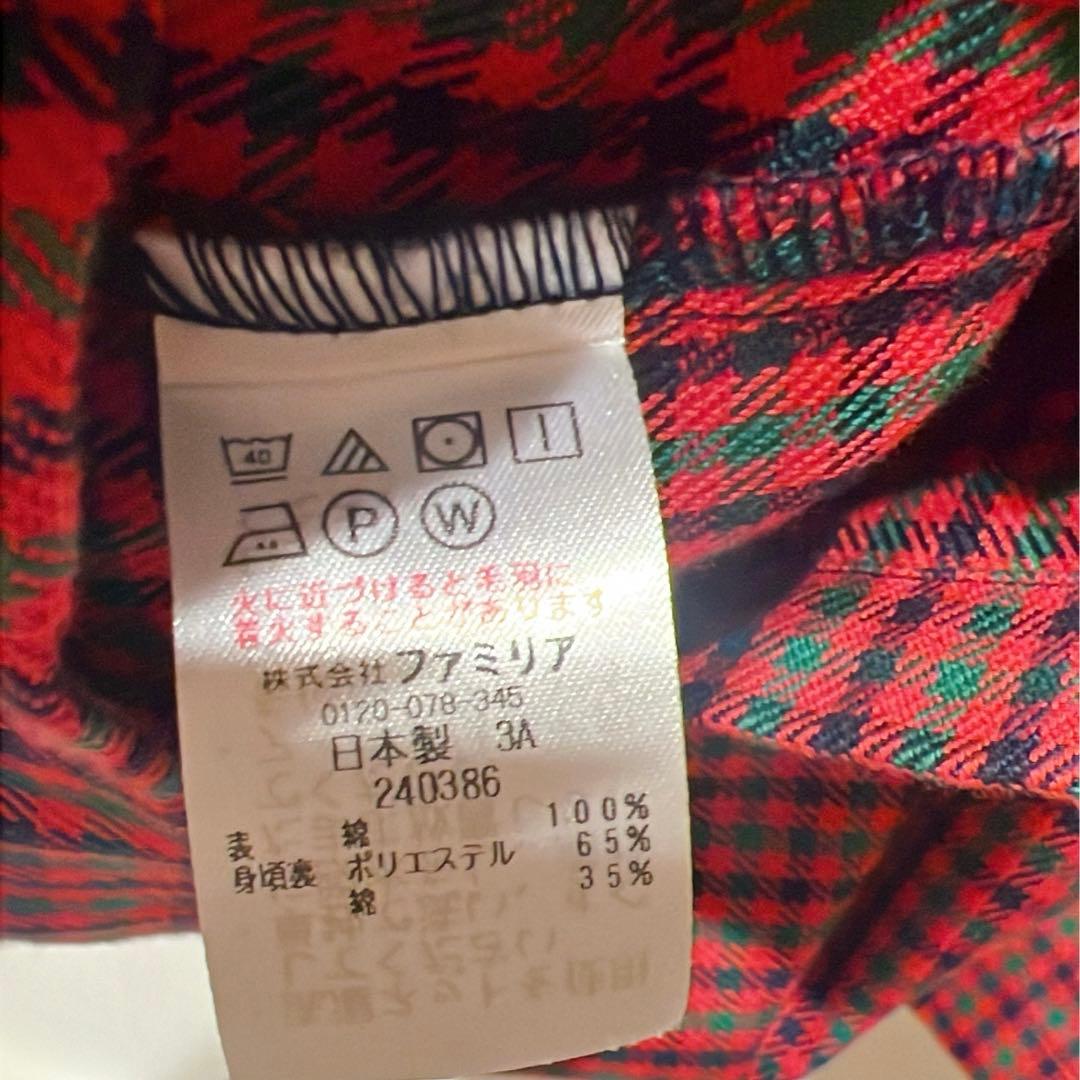 40
P W
火に近づけると毛羽に
着火することがあります
株式会社 ファミリア
0120-078-345
日本製 3A
240386
表 綿 100%
身頃裏 ポリエステル 65%
綿 35%